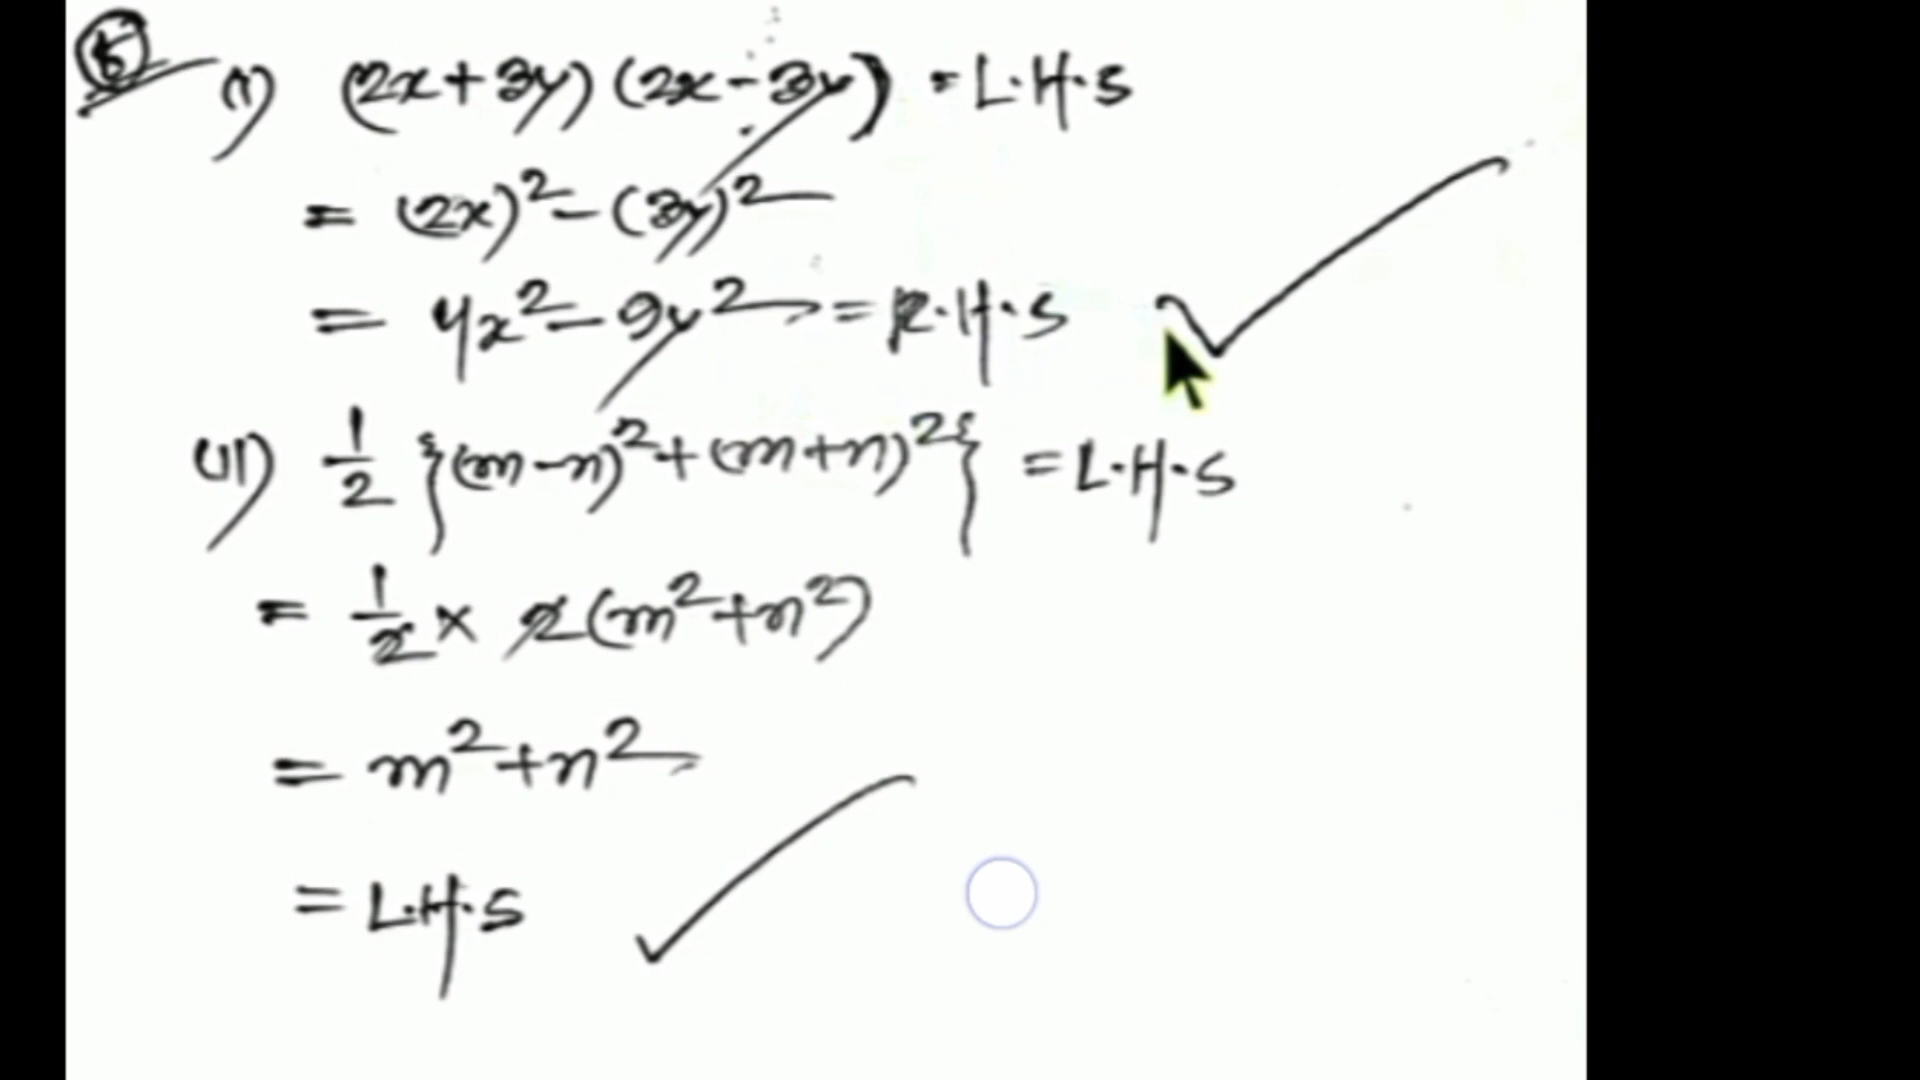 5 (i) (2x+3y) (2x-3y) = L.H.S
= (2x)² - (3y)²
= 4x² - 9y² = R.H.S
(ii) 1/2 {(m-n)² + (m+n)²} = L.H.S
= 1/2 × 2(m²+n²)
= m²+n²
= L.H.S